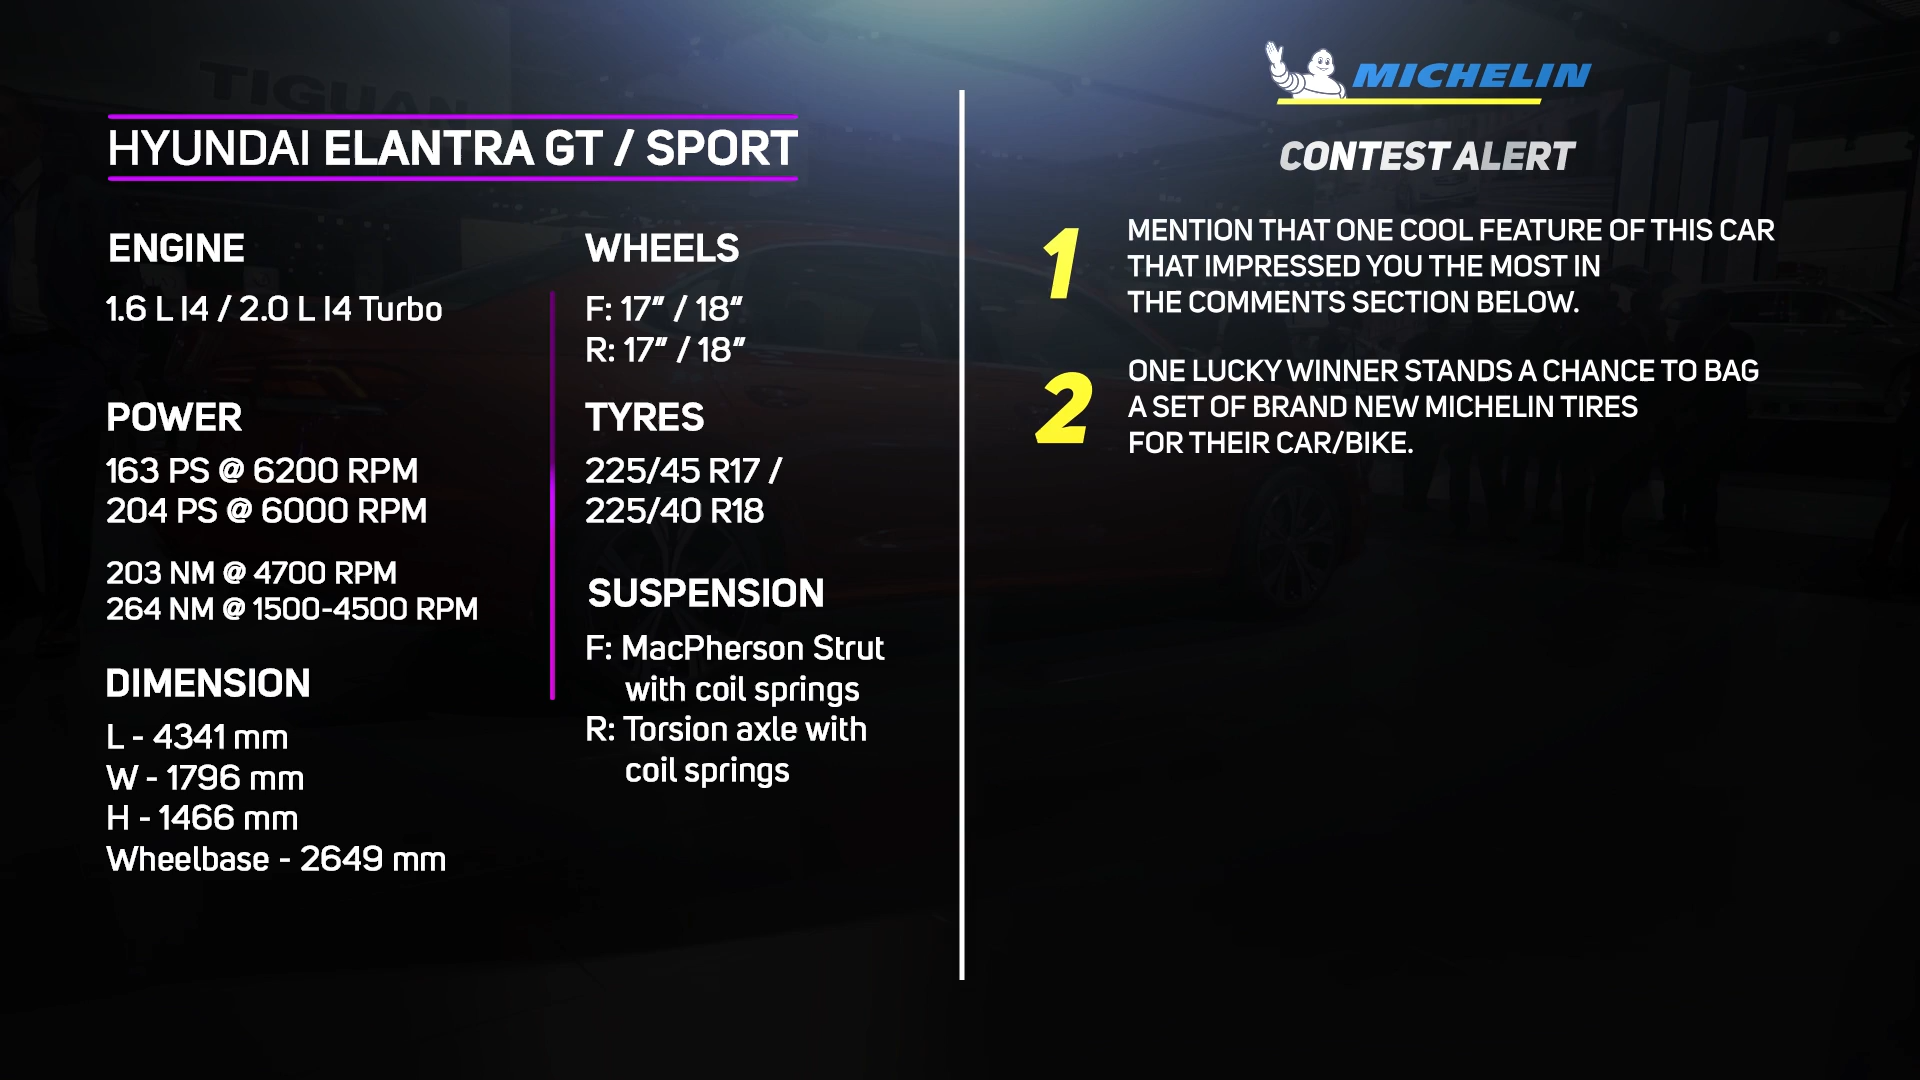 TIGUAN
HYUNDAI ELANTRA GT / SPORT
ENGINE
1.6 L I4 / 2.0 L I4 Turbo
POWER
163 PS @ 6200 RPM
204 PS @ 6000 RPM
203 NM @ 4700 RPM
264 NM @ 1500-4500 RPM
DIMENSION
L - 4341 mm
W - 1796 mm
H - 1466 mm
Wheelbase - 2649 mm
WHEELS
F: 17” / 18“
R: 17” / 18”
TYRES
225/45 R17 /
225/40 R18
SUSPENSION
F: MacPherson Strut
with coil springs
R: Torsion axle with
coil springs
MICHELIN
CONTEST ALERT
1
MENTION THAT ONE COOL FEATURE OF THIS CAR
THAT IMPRESSED YOU THE MOST IN
THE COMMENTS SECTION BELOW.
2
ONE LUCKY WINNER STANDS A CHANCE TO BAG
A SET OF BRAND NEW MICHELIN TIRES
FOR THEIR CAR/BIKE.